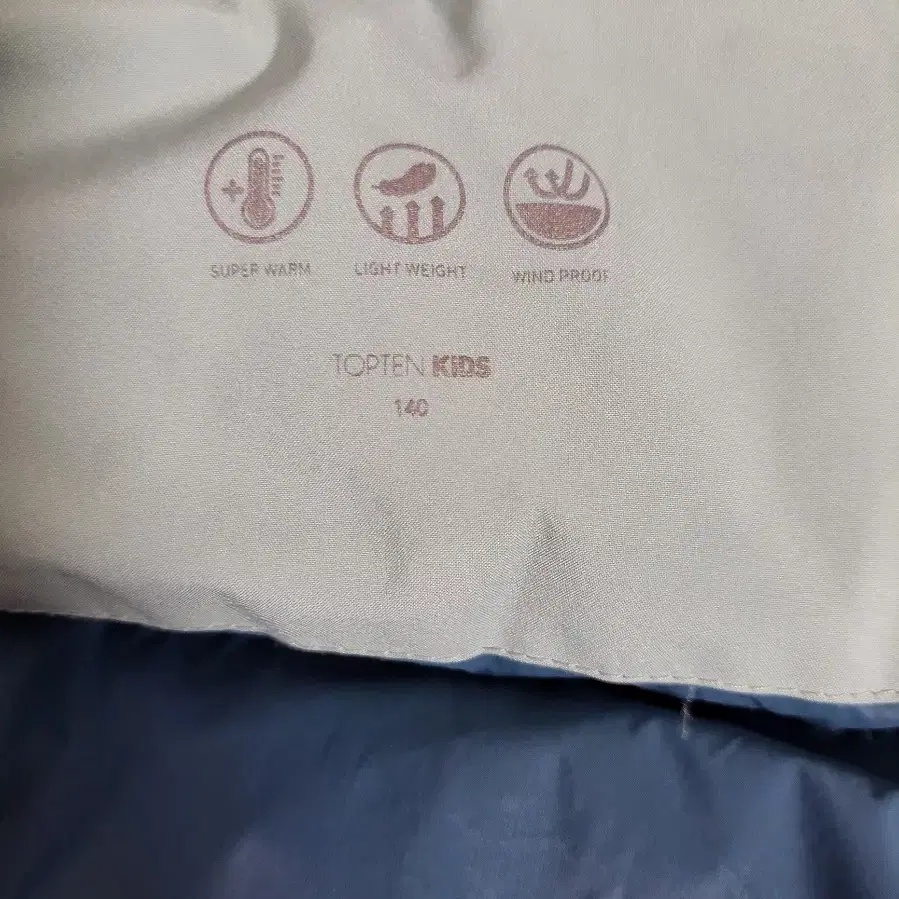 SUPER WARM
LIGHT WEIGHT
WIND PROOF
TOPTEN KIDS
140